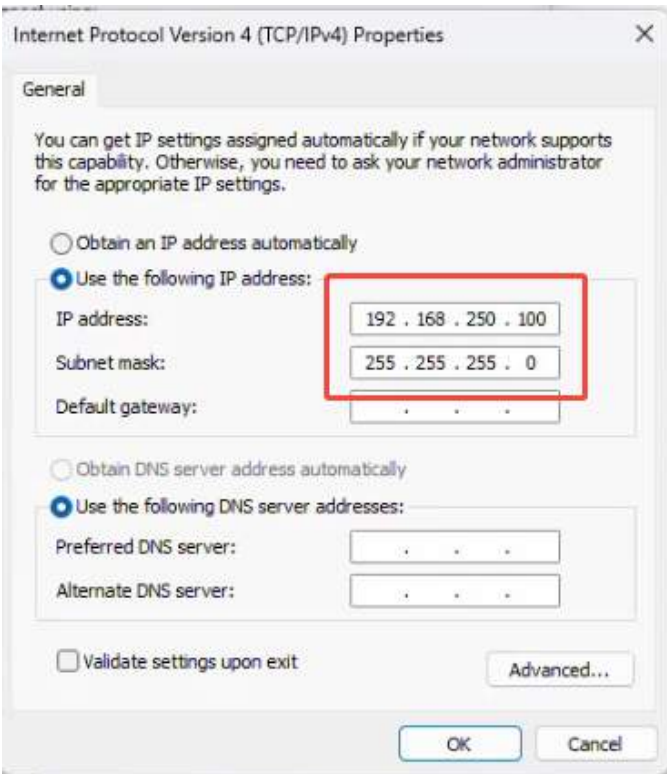 Internet Protocol Version 4 (TCP/IPv4) Properties
General
You can get IP settings assigned automatically if your network supports
this capability. Otherwise, you need to ask your network administrator
for the appropriate IP settings.
Obtain an IP address automatically
Use the following IP address:
IP address: 192 . 168 . 250 . 100
Subnet mask: 255 . 255 . 255 . 0
Default gateway: . . .
Obtain DNS server address automatically
Use the following DNS server addresses:
Preferred DNS server: . . .
Alternate DNS server: . . .
Validate settings upon exit
Advanced...
OK Cancel